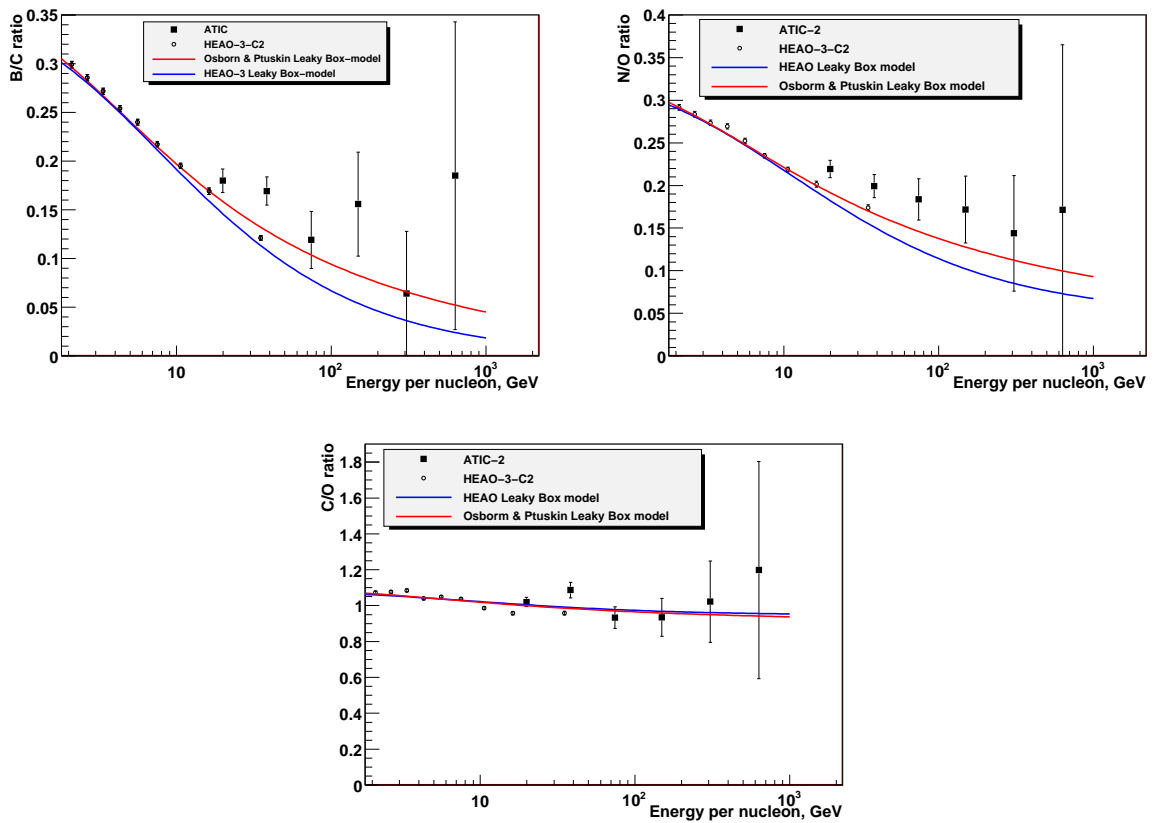 B/C ratio
0.35
0.3
0.25
0.2
0.15
0.1
0.05
0
ATIC
HEAO−3−C2
Osborn & Ptuskin Leaky Box−model
HEAO−3 Leaky Box−model
10
10²
10³
Energy per nucleon, GeV
N/O ratio
0.4
0.35
0.3
0.25
0.2
0.15
0.1
0.05
0
ATIC−2
HEAO−3−C2
HEAO Leaky Box model
Osborm & Ptuskin Leaky Box model
10
10²
10³
Energy per nucleon, GeV
C/O ratio
1.8
1.6
1.4
1.2
1
0.8
0.6
0.4
0.2
0
ATIC−2
HEAO−3−C2
HEAO Leaky Box model
Osborm & Ptuskin Leaky Box model
10
10²
10³
Energy per nucleon, GeV